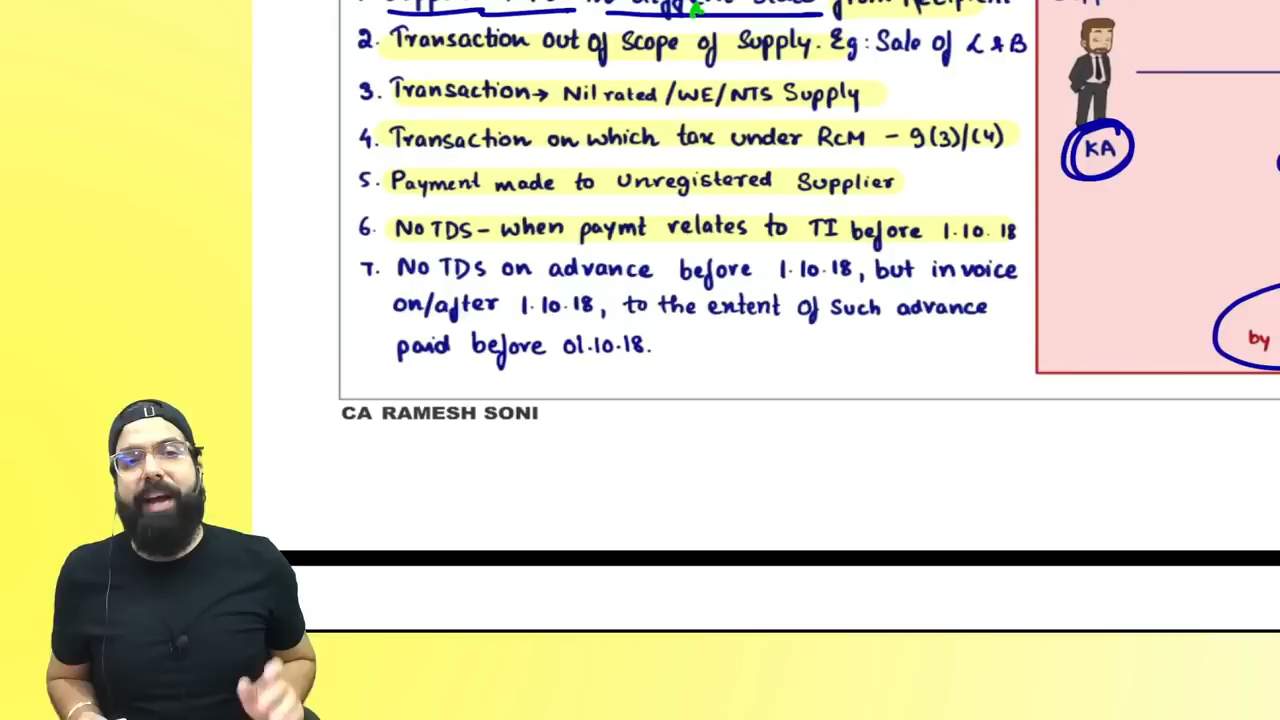 from Recipient
2. Transaction out of scope of supply. Eg: Sale of L & B
3. Transaction → Nil rated/WE/NTS Supply
4. Transaction on which tax under RCM - 9(3)/(4)
5. Payment made to Unregistered Supplier
6. No TDS - when paymt relates to TI before 1.10.18
7. No TDS on advance before 1.10.18, but invoice
on/after 1.10.18, to the extent of such advance
paid before 01.10.18.
KA
by
CA RAMESH SONI